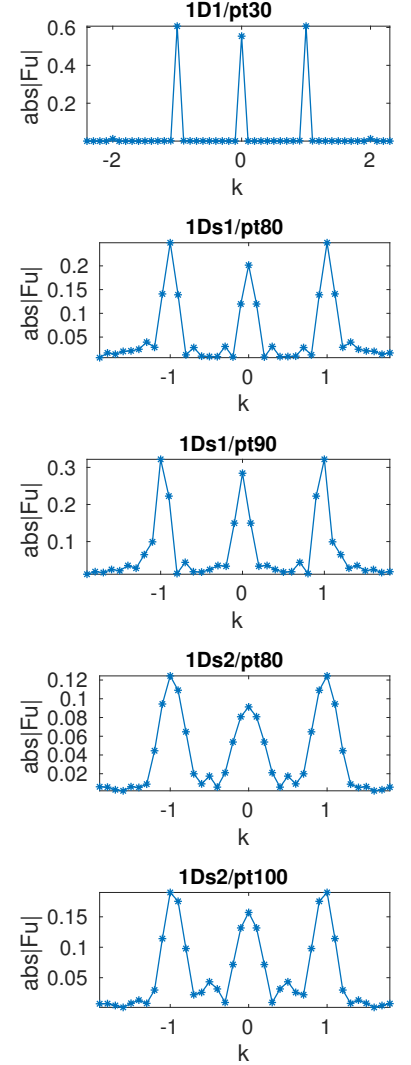 1D1/pt30
abs|Fu|
0.6
0.4
0.2
-2 0 2
k
1Ds1/pt80
abs|Fu|
0.2
0.15
0.1
0.05
-1 0 1
k
1Ds1/pt90
abs|Fu|
0.3
0.2
0.1
-1 0 1
k
1Ds2/pt80
abs|Fu|
0.12
0.1
0.08
0.06
0.04
0.02
-1 0 1
k
1Ds2/pt100
abs|Fu|
0.15
0.1
0.05
-1 0 1
k